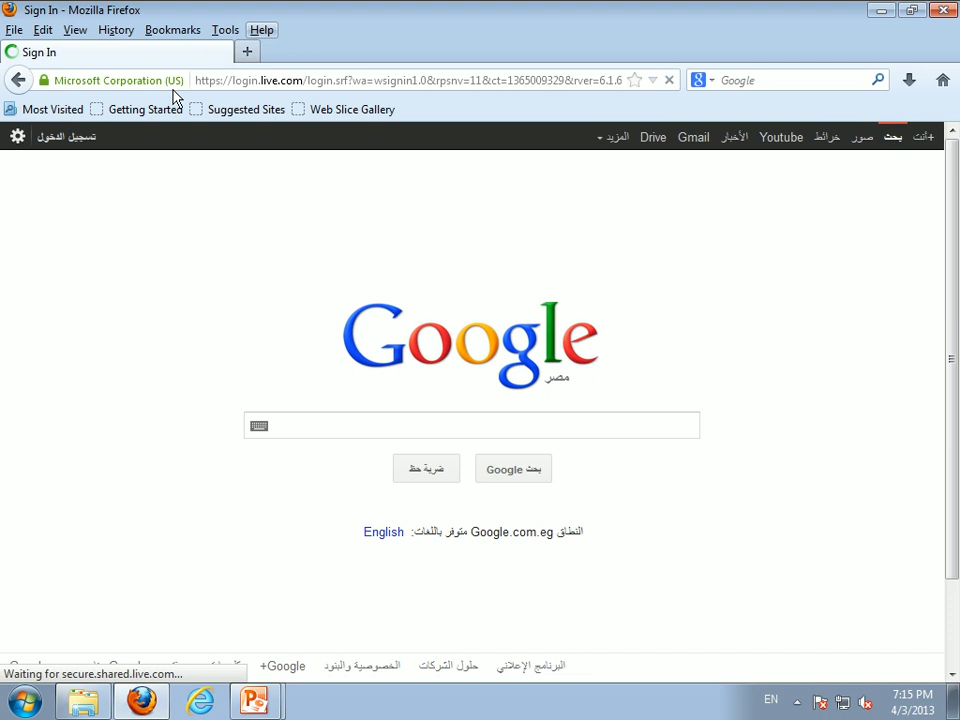 Sign In - Mozilla Firefox
File Edit View History Bookmarks Tools Help
Sign In
Microsoft Corporation (US) https://login.live.com/login.srf?wa=wsignin1.0&rpsnv=11&ct=1365009329&rver=6.1.6 Google
Most Visited Getting Started Suggested Sites Web Slice Gallery
+أنت بحث صور خرائط Youtube الأخبار Gmail Drive المزيد تسجيل الدخول
Google
مصر
بحث Google ضربة حظ
النطاق Google.com.eg متوفر باللغات: English
البرنامج الإعلاني حلول الشركات الخصوصية والبنود Google+
Waiting for secure.shared.live.com...
EN 7:15 PM
4/3/2013